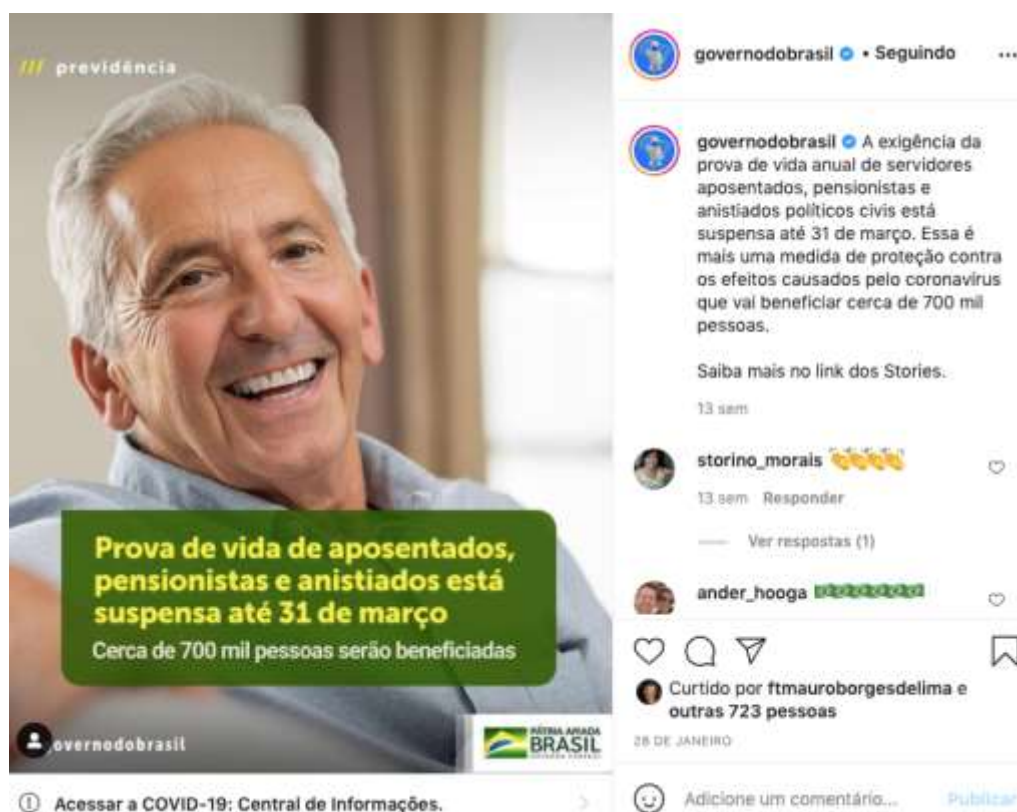 /// previdência
Prova de vida de aposentados,
pensionistas e anistiados está
suspensa até 31 de março
Cerca de 700 mil pessoas serão beneficiadas
overnodobrasil
PÁTRIA AMADA
BRASIL
GOVERNO FEDERAL
Acessar a COVID-19: Central de Informações.
governodobrasil • Seguindo
governodobrasil A exigência da
prova de vida anual de servidores
aposentados, pensionistas e
anistiados políticos civis está
suspensa até 31 de março. Essa é
mais uma medida de proteção contra
os efeitos causados pelo coronavírus
que vai beneficiar cerca de 700 mil
pessoas.
Saiba mais no link dos Stories.
13 sem
storino_morais 👏👏👏👏
13 sem Responder
Ver respostas (1)
ander_hooga
Curtido por ftmauroborgesdelima e
outras 723 pessoas
28 DE JANEIRO
Adicione um comentário... Publicar